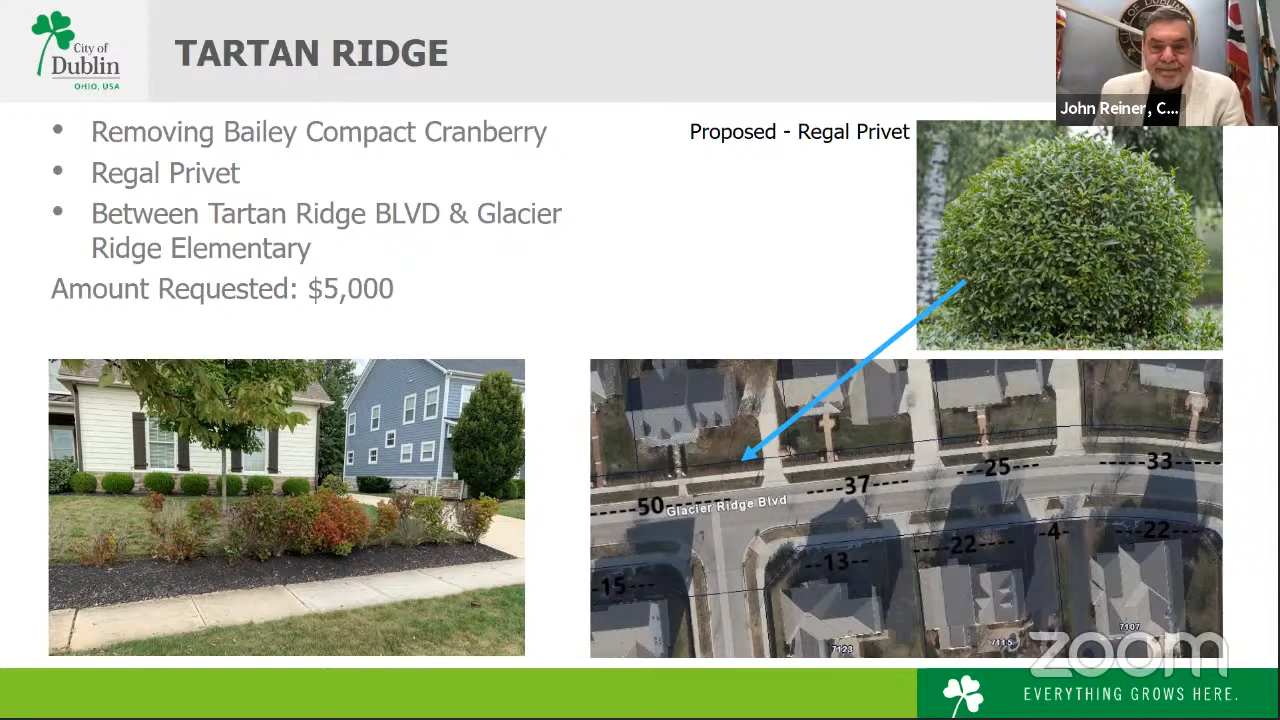 City of
Dublin
OHIO, USA
TARTAN RIDGE
John Reiner, C...
• Removing Bailey Compact Cranberry
• Regal Privet
• Between Tartan Ridge BLVD & Glacier
Ridge Elementary
Amount Requested: $5,000
Proposed - Regal Privet
--33----
--25---
----37---
-----50--
Glacier Ridge Blvd
--22---
-4-
---22----
--13--
-15---
7107
7115
7123
zoom
EVERYTHING GROWS HERE.